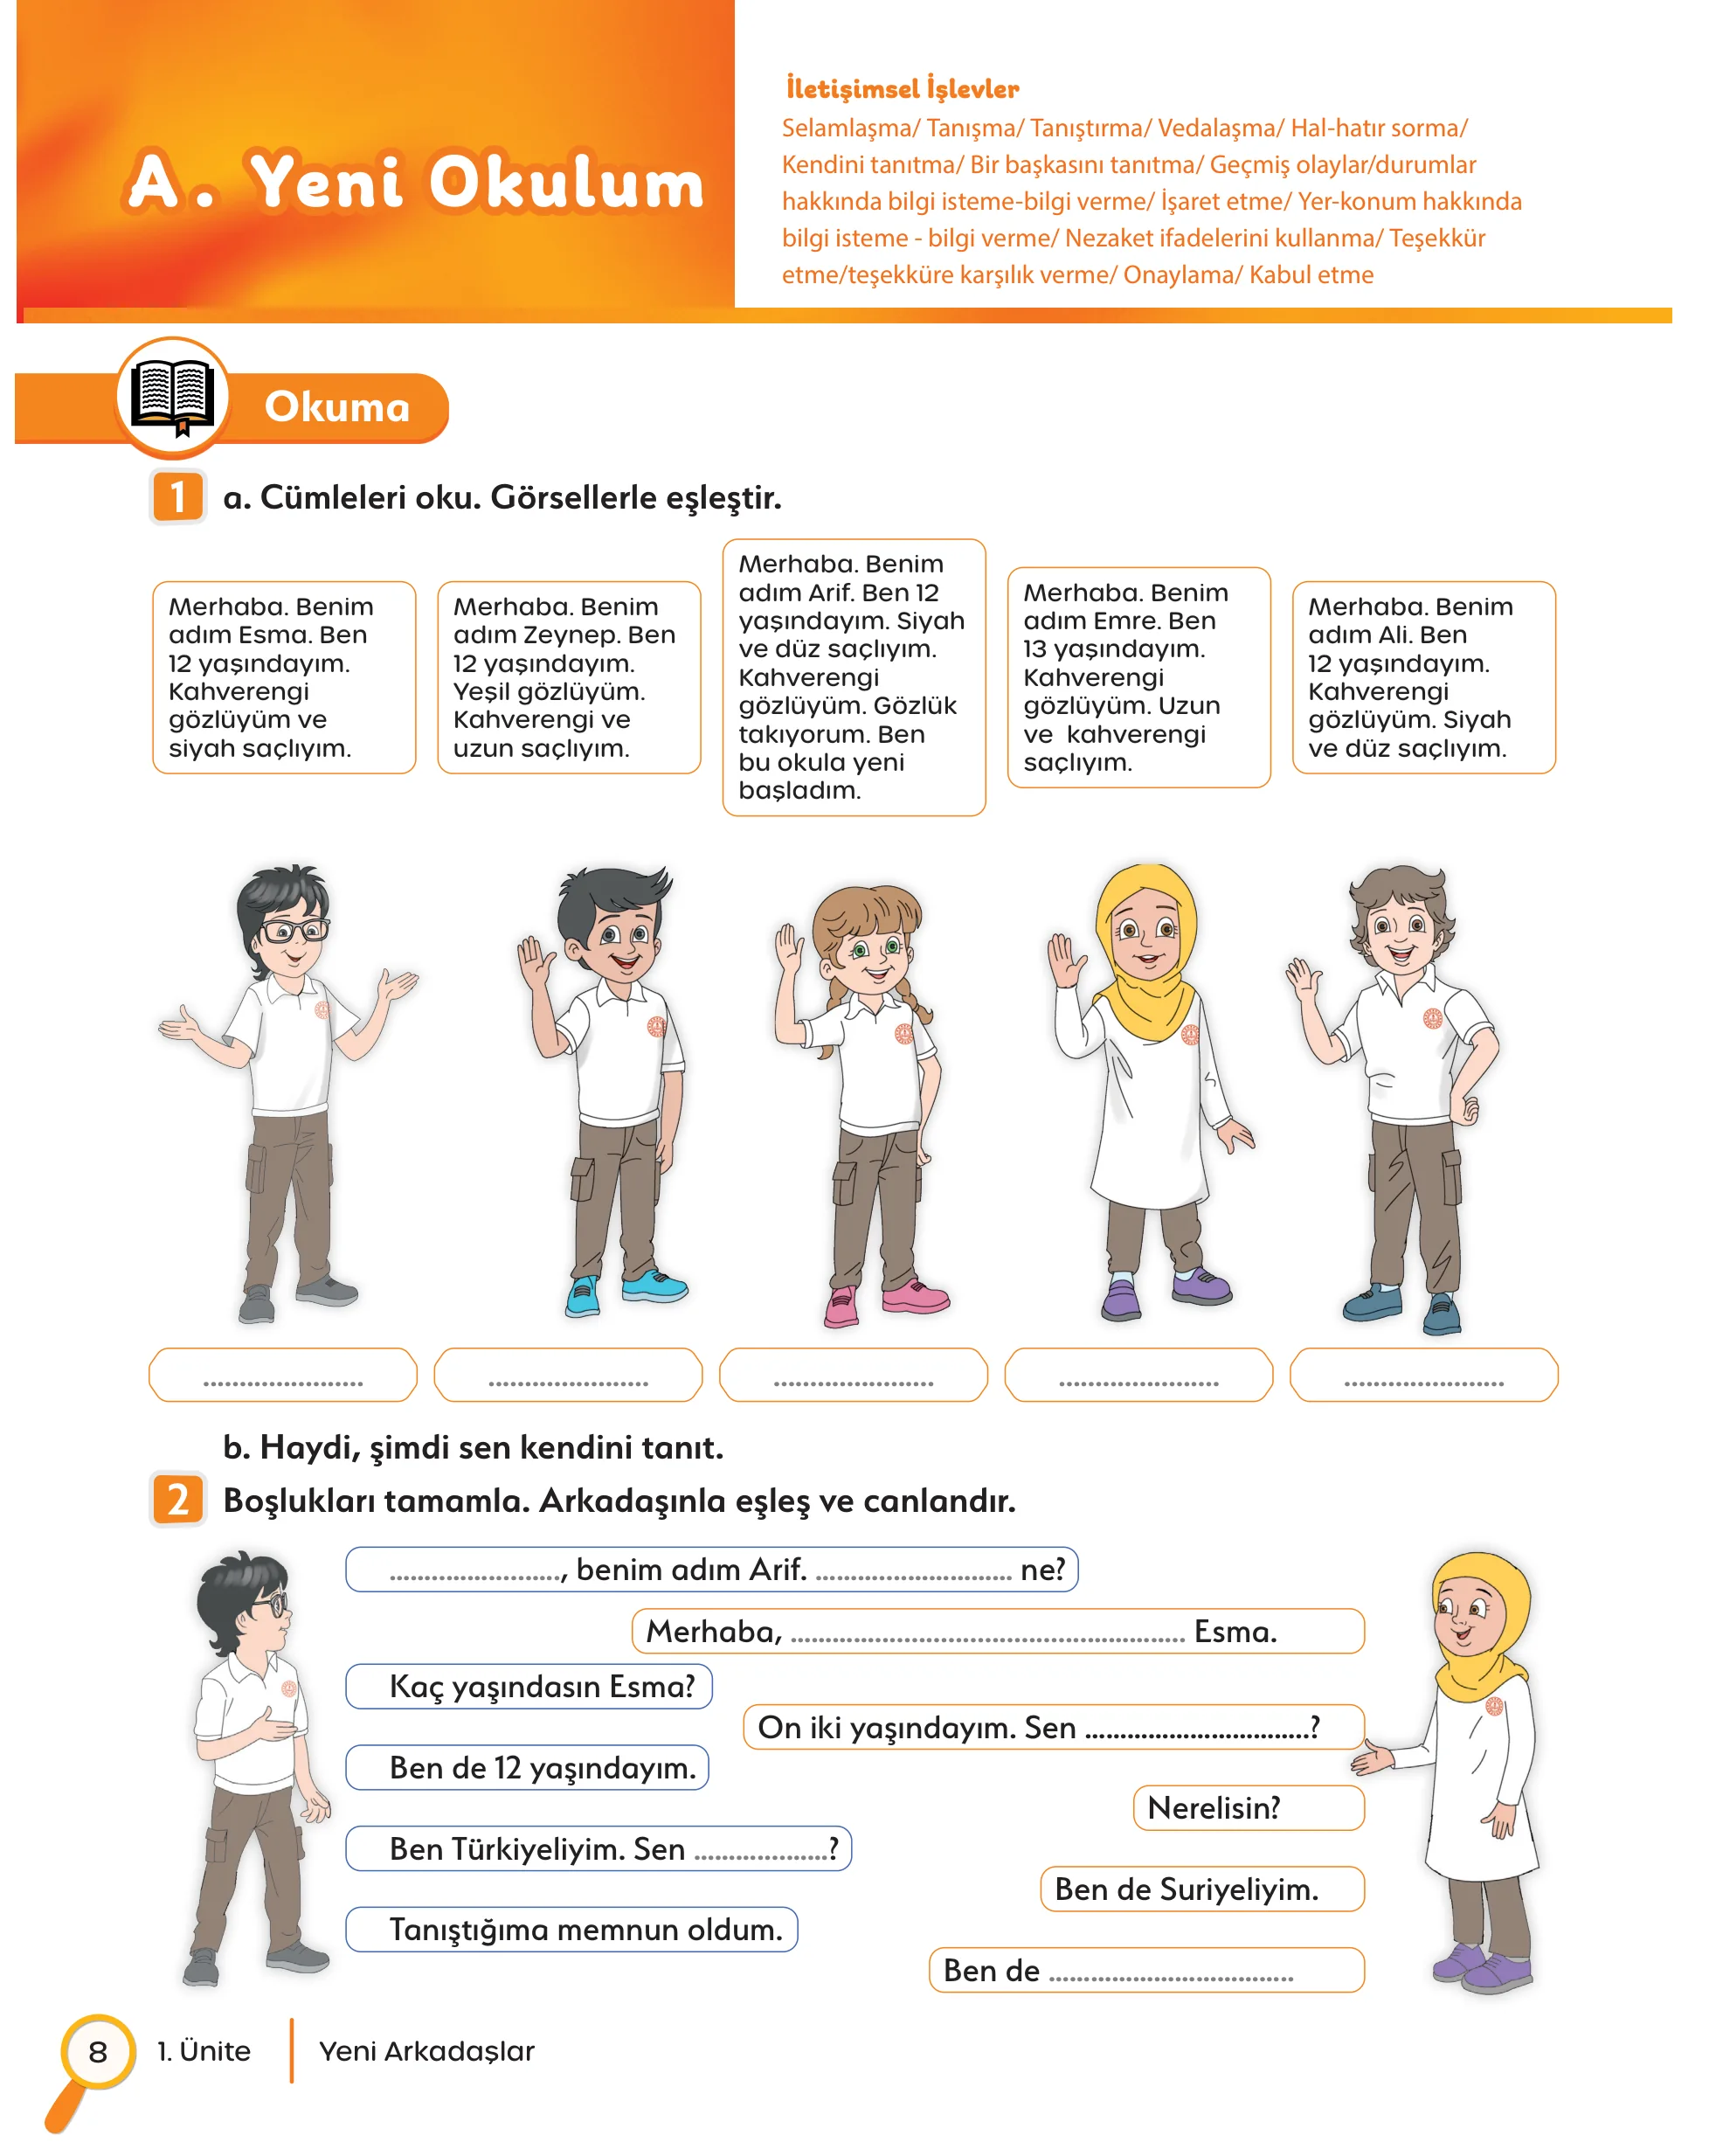 A. Yeni Okulum
İletişimsel İşlevler
Selamlaşma/ Tanışma/ Tanıştırma/ Vedalaşma/ Hal-hatır sorma/
Kendini tanıtma/ Bir başkasını tanıtma/ Geçmiş olaylar/durumlar
hakkında bilgi isteme-bilgi verme/ İşaret etme/ Yer-konum hakkında
bilgi isteme - bilgi verme/ Nezaket ifadelerini kullanma/ Teşekkür
etme/teşekküre karşılık verme/ Onaylama/ Kabul etme
Okuma
1 a. Cümleleri oku. Görsellerle eşleştir.
Merhaba. Benim
adım Esma. Ben
12 yaşındayım.
Kahverengi
gözlüyüm ve
siyah saçlıyım.
Merhaba. Benim
adım Zeynep. Ben
12 yaşındayım.
Yeşil gözlüyüm.
Kahverengi ve
uzun saçlıyım.
Merhaba. Benim
adım Arif. Ben 12
yaşındayım. Siyah
ve düz saçlıyım.
Kahverengi
gözlüyüm. Gözlük
takıyorum. Ben
bu okula yeni
başladım.
Merhaba. Benim
adım Emre. Ben
13 yaşındayım.
Kahverengi
gözlüyüm. Uzun
ve kahverengi
saçlıyım.
Merhaba. Benim
adım Ali. Ben
12 yaşındayım.
Kahverengi
gözlüyüm. Siyah
ve düz saçlıyım.
......................
......................
......................
......................
......................
b. Haydi, şimdi sen kendini tanıt.
2 Boşlukları tamamla. Arkadaşınla eşleş ve canlandır.
........................., benim adım Arif. ............................ ne?
Merhaba, ........................................................ Esma.
Kaç yaşındasın Esma?
On iki yaşındayım. Sen ................................?
Ben de 12 yaşındayım.
Nerelisin?
Ben Türkiyeliyim. Sen ...................?
Ben de Suriyeliyim.
Tanıştığıma memnun oldum.
Ben de ...................................
8 1. Ünite Yeni Arkadaşlar